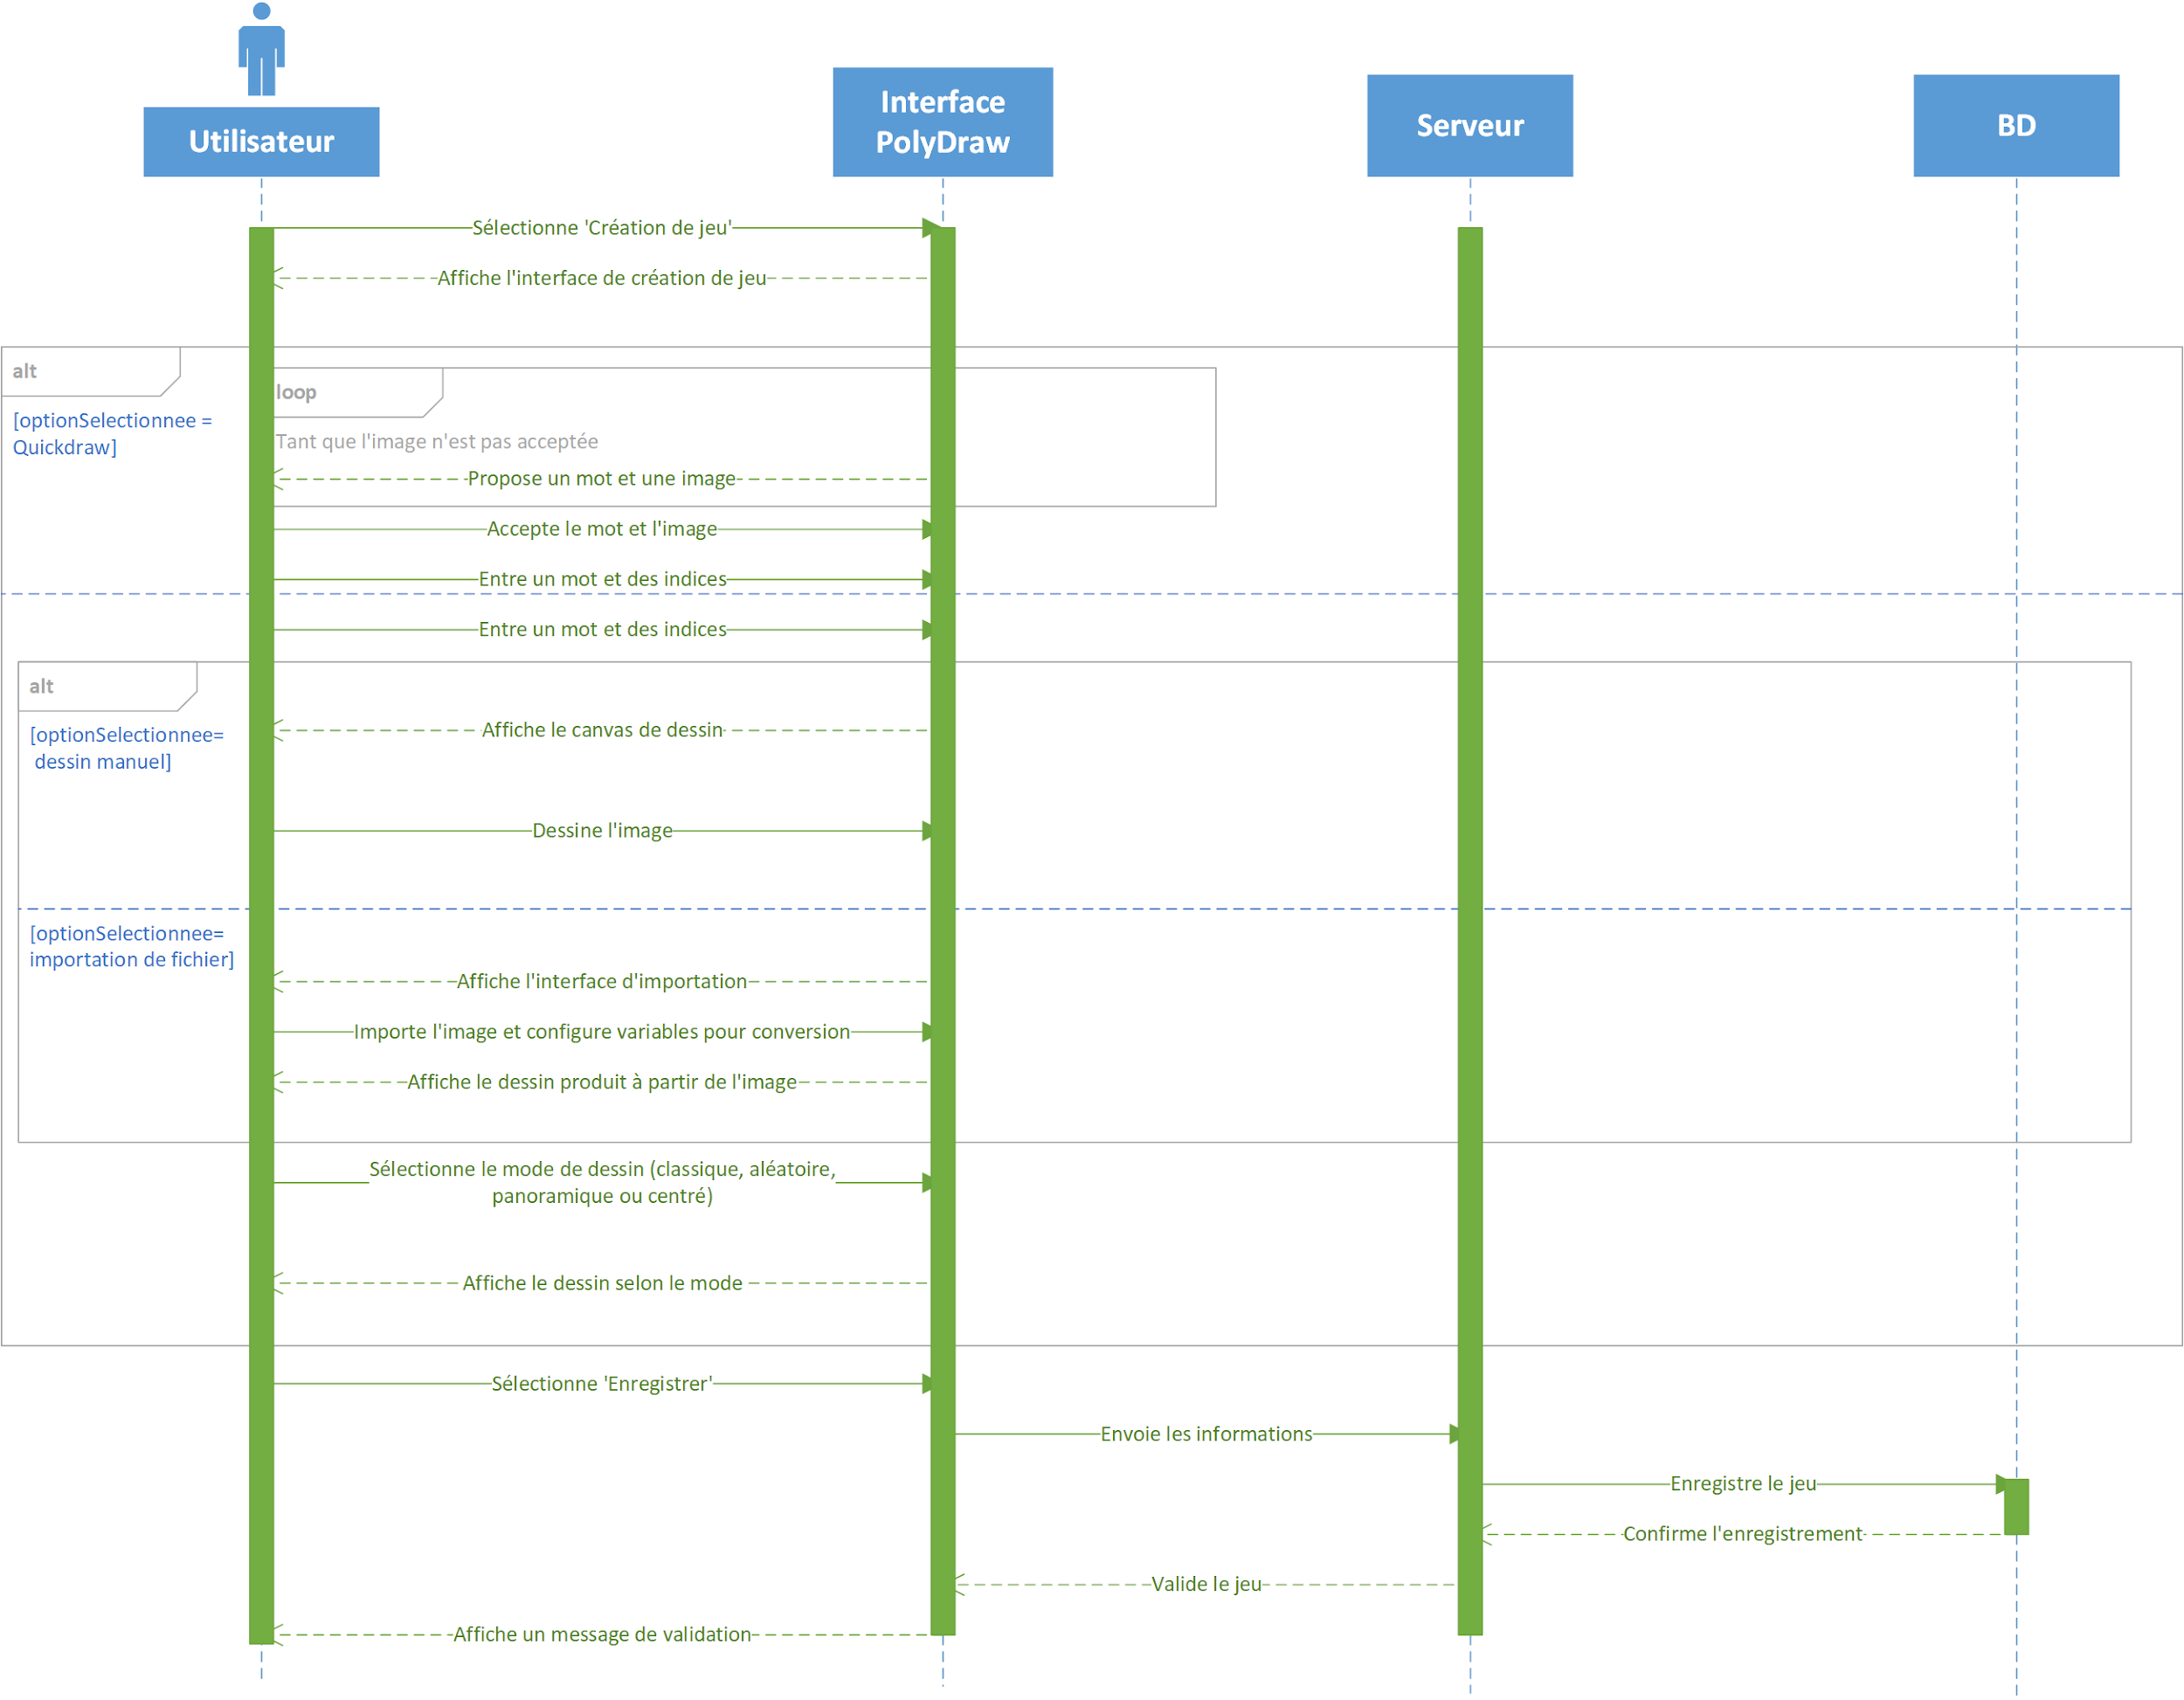 Utilisateur
Interface
PolyDraw
Serveur
BD
Sélectionne 'Création de jeu'
Affiche l'interface de création de jeu
alt
[optionSelectionnee =
Quickdraw]
loop
Tant que l'image n'est pas acceptée
Propose un mot et une image
Accepte le mot et l'image
Entre un mot et des indices
Entre un mot et des indices
alt
[optionSelectionnee=
dessin manuel]
Affiche le canvas de dessin
Dessine l'image
[optionSelectionnee=
importation de fichier]
Affiche l'interface d'importation
Importe l'image et configure variables pour conversion
Affiche le dessin produit à partir de l'image
Sélectionne le mode de dessin (classique, aléatoire,
panoramique ou centré)
Affiche le dessin selon le mode
Sélectionne 'Enregistrer'
Envoie les informations
Enregistre le jeu
Confirme l'enregistrement
Valide le jeu
Affiche un message de validation